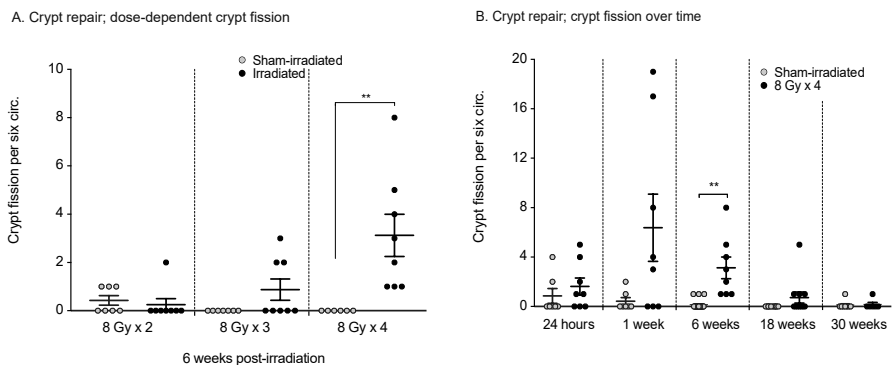 A. Crypt repair; dose-dependent crypt fission
Sham-irradiated
Irradiated
**
Crypt fission per six circ.
10
8
6
4
2
0
8 Gy x 2
8 Gy x 3
8 Gy x 4
6 weeks post-irradiation
B. Crypt repair; crypt fission over time
Sham-irradiated
8 Gy x 4
**
Crypt fission per six circ.
20
16
12
8
4
0
24 hours
1 week
6 weeks
18 weeks
30 weeks